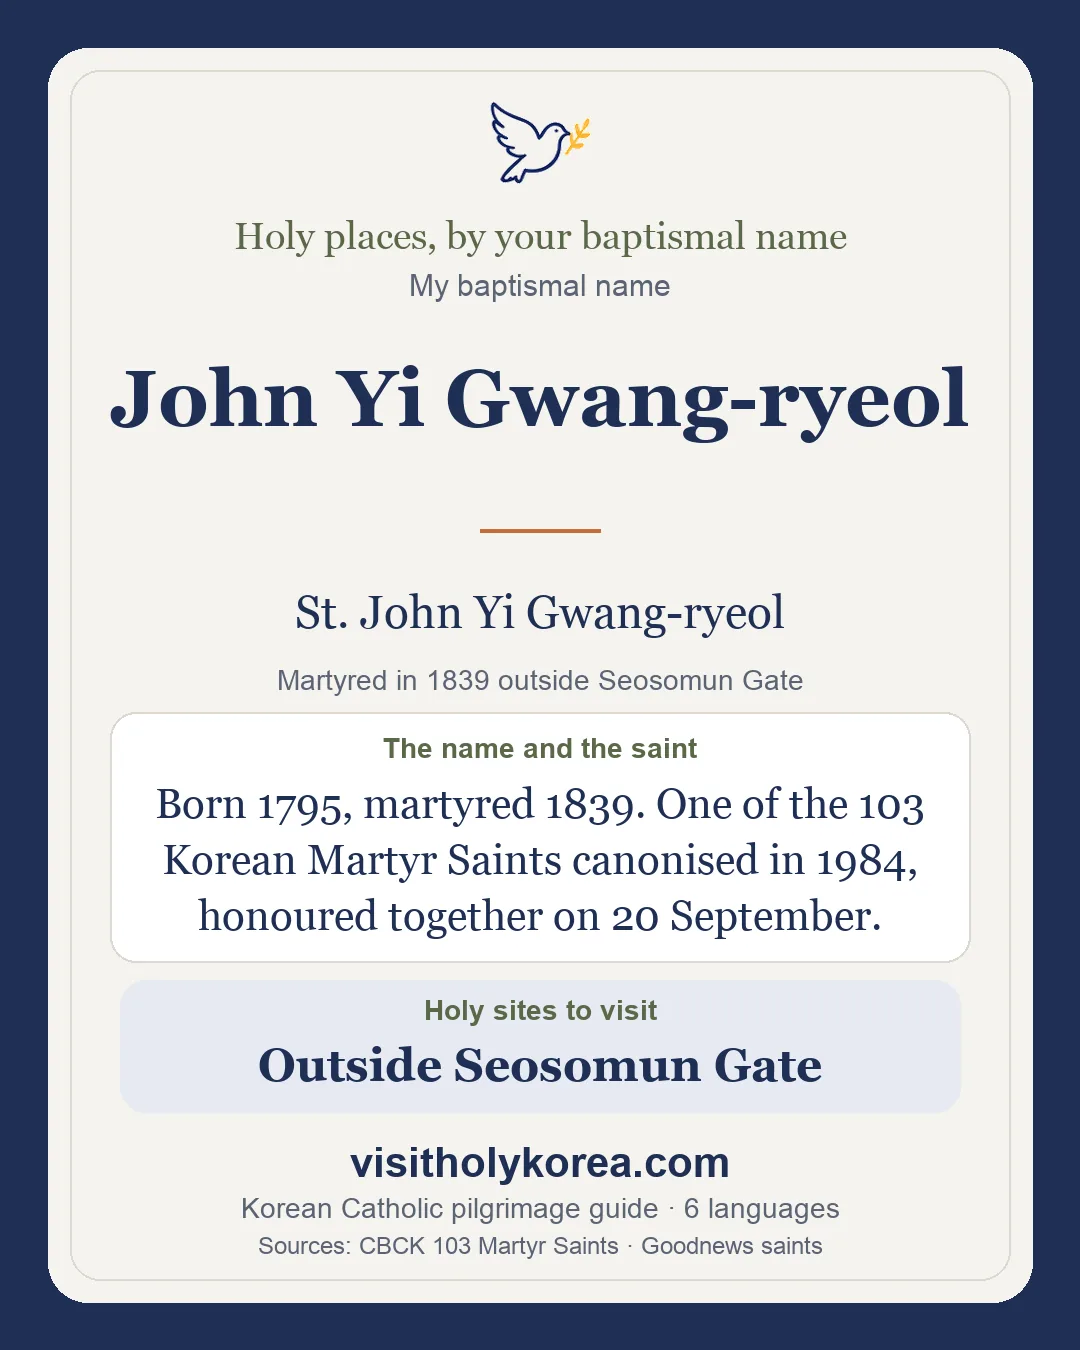 Holy places, by your baptismal name
My baptismal name
John Yi Gwang-ryeol
St. John Yi Gwang-ryeol
Martyred in 1839 outside Seosomun Gate
The name and the saint
Born 1795, martyred 1839. One of the 103
Korean Martyr Saints canonised in 1984,
honoured together on 20 September.
Holy sites to visit
Outside Seosomun Gate
visitholykorea.com
Korean Catholic pilgrimage guide · 6 languages
Sources: CBCK 103 Martyr Saints · Goodnews saints